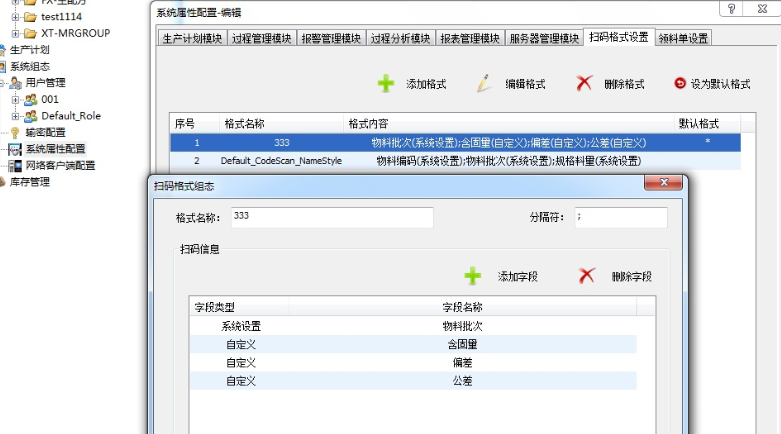 test1114
XT-MRGROUP
生产计划
系统组态
用户管理
001
Default_Role
输密配置
系统属性配置
网络客户端配置
库存管理
系统属性配置-编辑
生产计划模块 过程管理模块 报警管理模块 过程分析模块 报表管理模块 服务器管理模块 扫码格式设置 领料单设置
添加格式 编辑格式 删除格式 设为默认格式
序号 格式名称 格式内容 默认格式
1 333 物料批次(系统设置);含固量(自定义);偏差(自定义);公差(自定义) *
2 Default_CodeScan_NameStyle 物料编码(系统设置);物料批次(系统设置);规格料量(系统设置)
扫码格式组态
格式名称: 333 分隔符: ;
扫码信息
添加字段 删除字段
字段类型 字段名称
系统设置 物料批次
自定义 含固量
自定义 偏差
自定义 公差